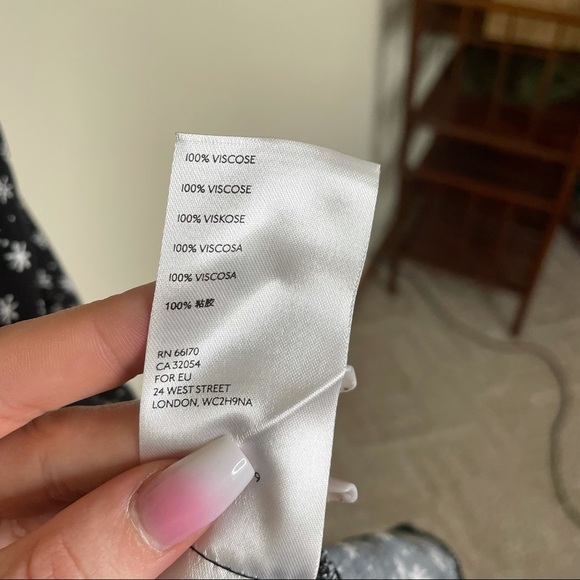 100% VISCOSE
100% VISCOSE
100% VISKOSE
100% VISCOSA
100% VISCOSA
100% 粘胶
RN 66170
CA 32054
FOR EU
24 WEST STREET
LONDON, WC2H9NA
9